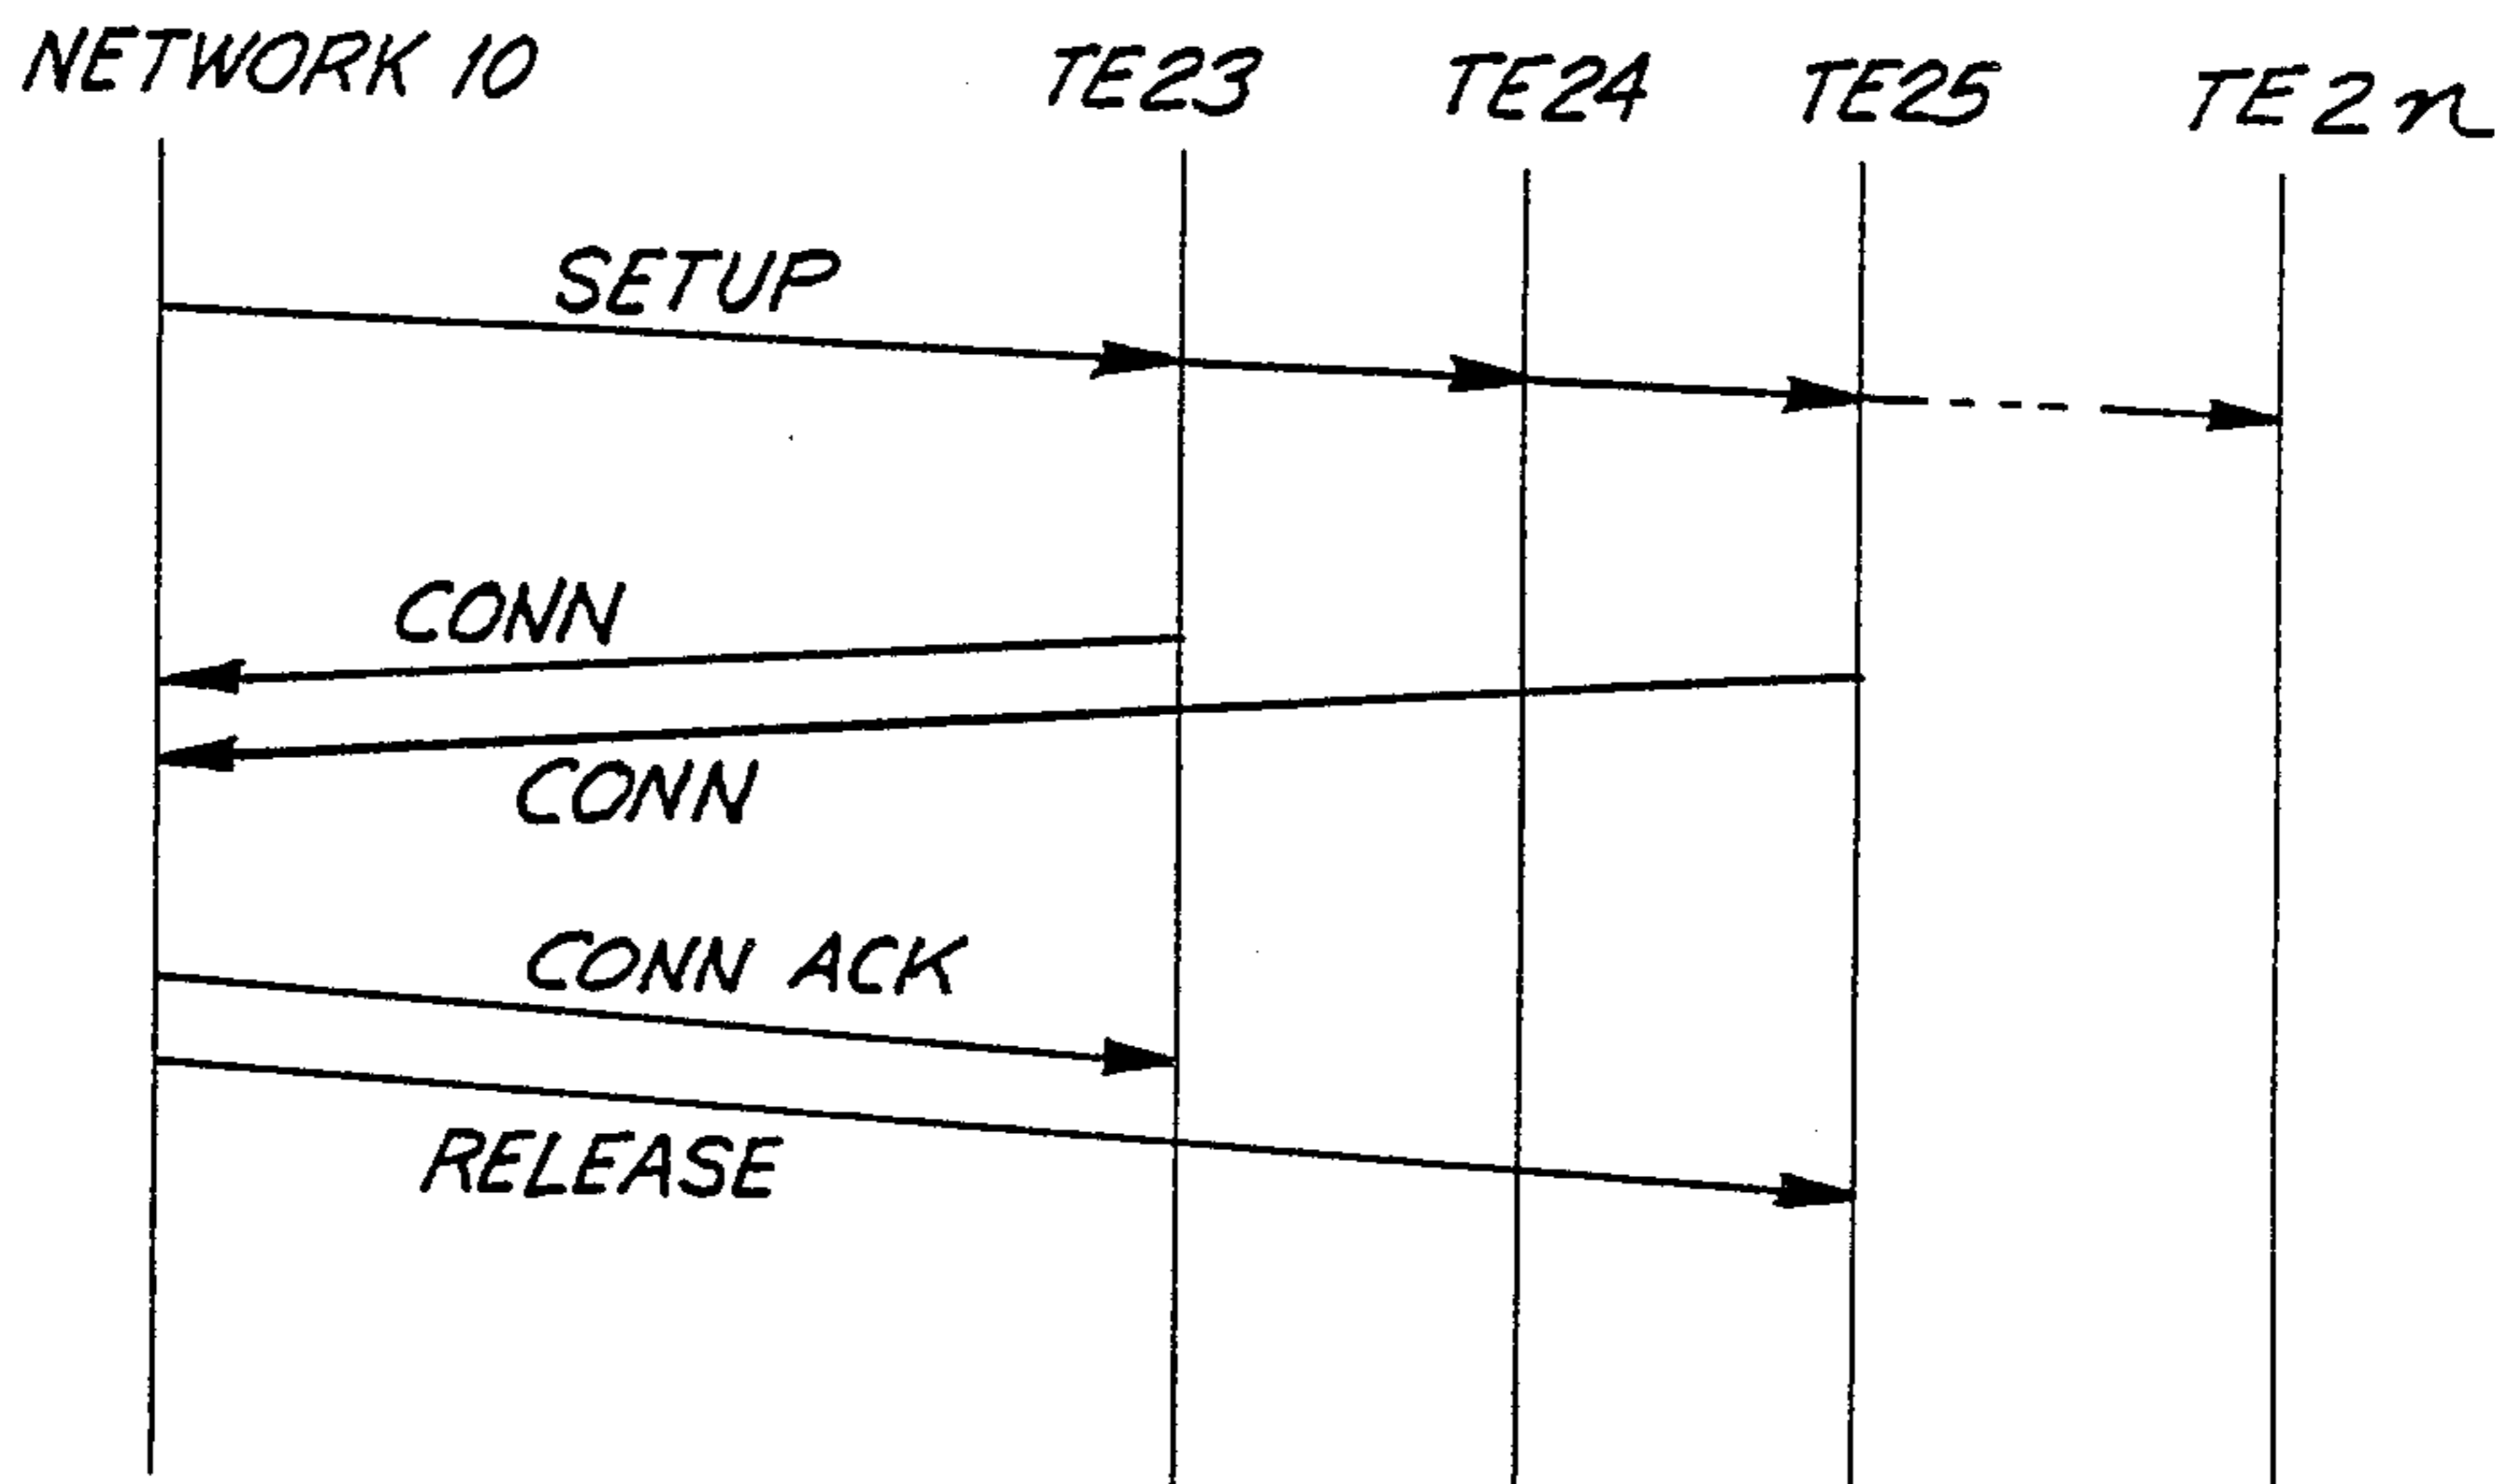 NETWORK 10 TE23 TE24 TE25 TE2n
SETUP
CONN
CONN
CONN ACK
RELEASE